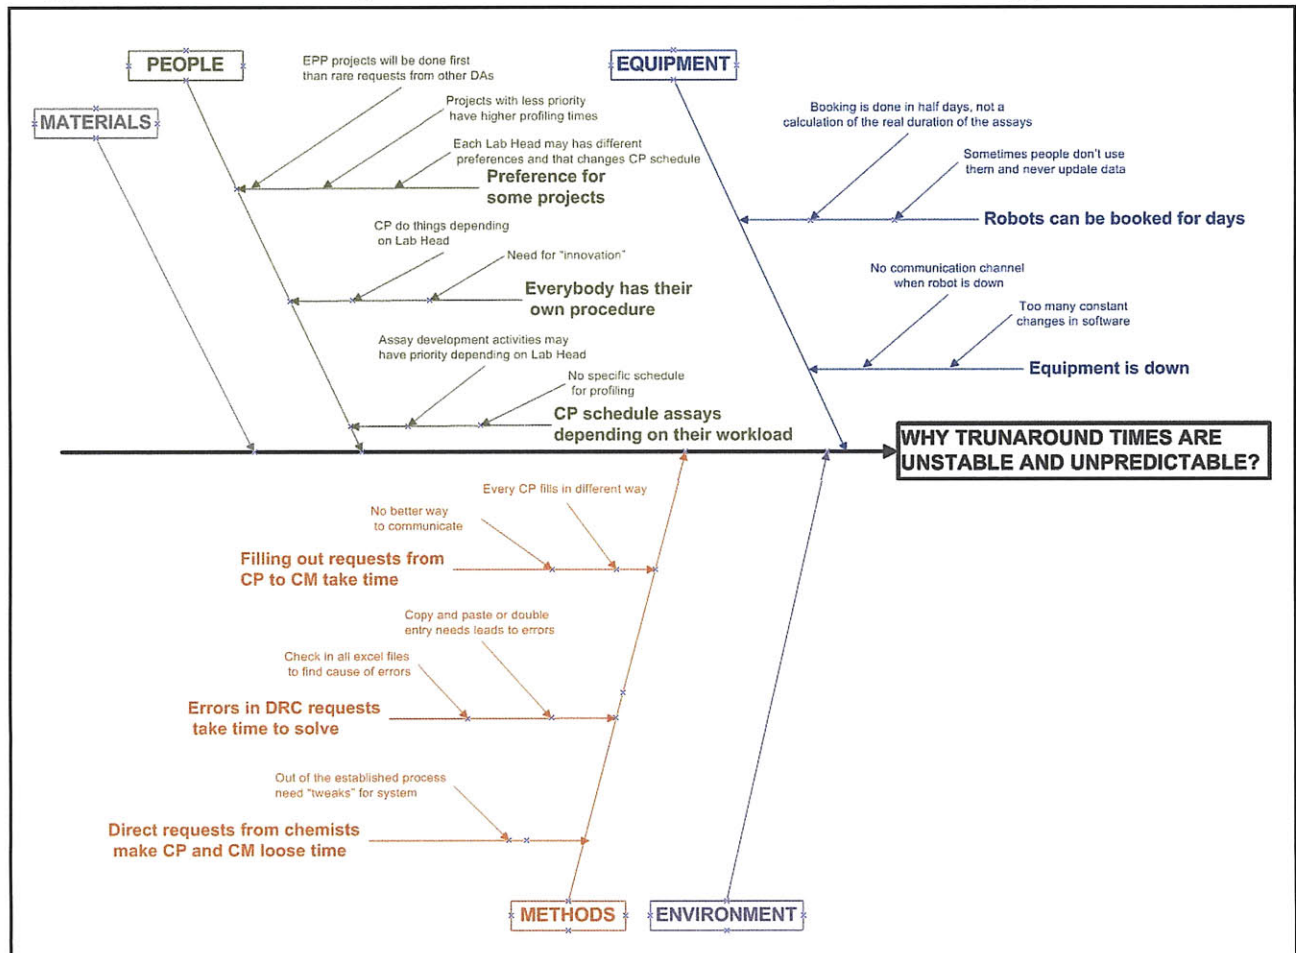 PEOPLE
MATERIALS
EPP projects will be done first
than rare requests from other DAs
Projects with less priority
have higher profiling times
Each Lab Head may has different
preferences and that changes CP schedule
Preference for
some projects
CP do things depending
on Lab Head
Need for “innovation”
Everybody has their
own procedure
Assay development activities may
have priority depending on Lab Head
No specific schedule
for profiling
CP schedule assays
depending on their workload
EQUIPMENT
Booking is done in half days, not a
calculation of the real duration of the assays
Sometimes people don’t use
them and never update data
Robots can be booked for days
No communication channel
when robot is down
Too many constant
changes in software
Equipment is down
WHY TRUNAROUND TIMES ARE
UNSTABLE AND UNPREDICTABLE?
Every CP fills in different way
No better way
to communicate
Filling out requests from
CP to CM take time
Copy and paste or double
entry needs leads to errors
Check in all excel files
to find cause of errors
Errors in DRC requests
take time to solve
Out of the established process
need “tweaks” for system
Direct requests from chemists
make CP and CM loose time
METHODS
ENVIRONMENT